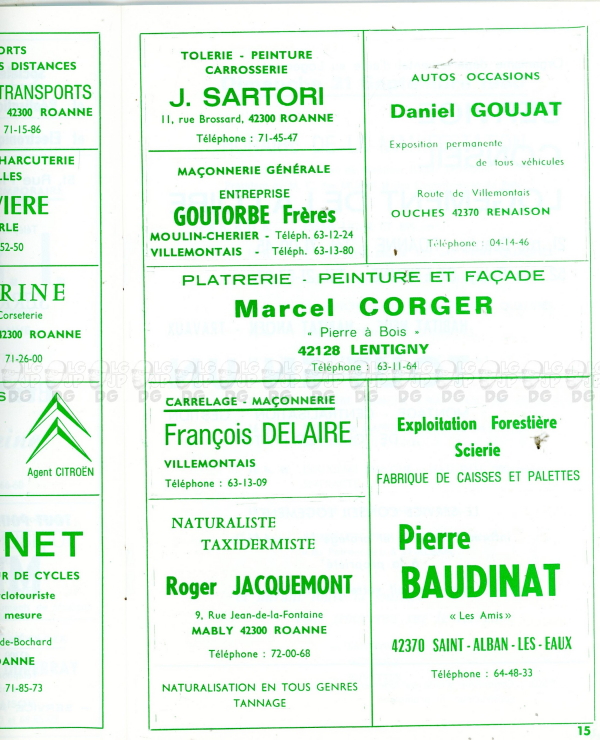 ORTS
S DISTANCES
TRANSPORTS
42300 ROANNE
71-15-86
HARCUTERIE
LLES
VIERE
RLE
52-50
RINE
Corseterie
42300 ROANNE
71-26-00
S
Agent CITROËN
NET
UR DE CYCLES
clotouriste
mesure
de-Bochard
ANNE
71-85-73
TOLERIE - PEINTURE
CARROSSERIE
J. SARTORI
11, rue Brossard, 42300 ROANNE
Téléphone : 71-45-47
AUTOS OCCASIONS
Daniel GOUJAT
Exposition permanente
de tous véhicules
Route de Villemontais
OUCHES 42370 RENAISON
Téléphone : 04-14-46
MAÇONNERIE GÉNÉRALE
ENTREPRISE
GOUTORBE Frères
MOULIN-CHERIER - Téléph. 63-12-24
VILLEMONTAIS - Téléph. 63-13-80
PLATRERIE - PEINTURE ET FAÇADE
Marcel CORGER
« Pierre à Bois »
42128 LENTIGNY
Téléphone : 63-11-64
CARRELAGE - MAÇONNERIE
François DELAIRE
VILLEMONTAIS
Téléphone : 63-13-09
NATURALISTE
TAXIDERMISTE
Roger JACQUEMONT
9, Rue Jean-de-la-Fontaine
MABLY 42300 ROANNE
Téléphone : 72-00-68
NATURALISATION EN TOUS GENRES
TANNAGE
Exploitation Forestière
Scierie
FABRIQUE DE CAISSES ET PALETTES
Pierre
BAUDINAT
« Les Amis »
42370 SAINT-ALBAN-LES-EAUX
Téléphone : 64-48-33
15